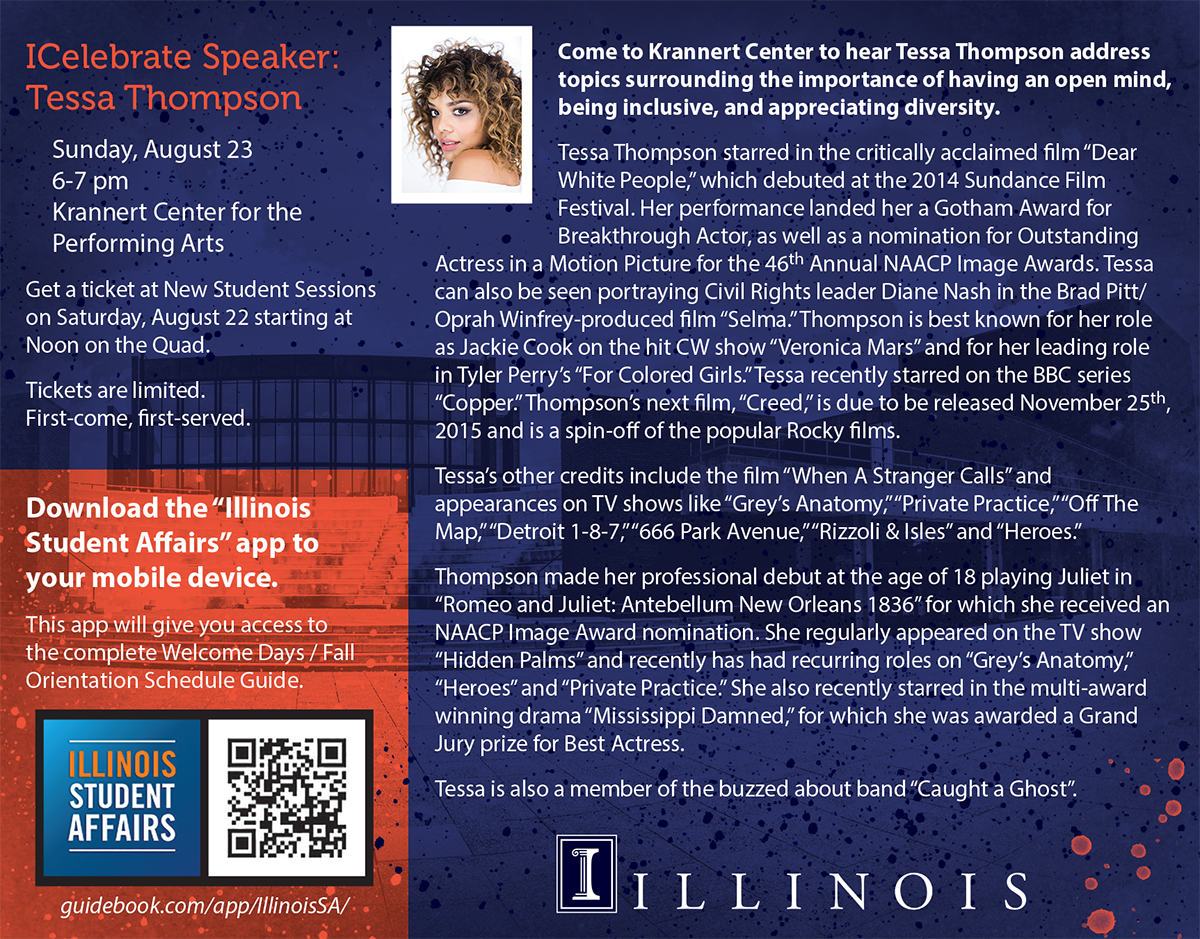 ICelebrate Speaker:
Tessa Thompson
Sunday, August 23
6-7 pm
Krannert Center for the
Performing Arts
Get a ticket at New Student Sessions
on Saturday, August 22 starting at
Noon on the Quad.
Tickets are limited.
First-come, first-served.
Download the “Illinois
Student Affairs” app to
your mobile device.
This app will give you access to
the complete Welcome Days / Fall
Orientation Schedule Guide.
ILLINOIS
STUDENT
AFFAIRS
guidebook.com/app/IllinoisSA/
Come to Krannert Center to hear Tessa Thompson address
topics surrounding the importance of having an open mind,
being inclusive, and appreciating diversity.
Tessa Thompson starred in the critically acclaimed film “Dear
White People,” which debuted at the 2014 Sundance Film
Festival. Her performance landed her a Gotham Award for
Breakthrough Actor, as well as a nomination for Outstanding
Actress in a Motion Picture for the 46th Annual NAACP Image Awards. Tessa
can also be seen portraying Civil Rights leader Diane Nash in the Brad Pitt/
Oprah Winfrey-produced film “Selma.” Thompson is best known for her role
as Jackie Cook on the hit CW show “Veronica Mars” and for her leading role
in Tyler Perry’s “For Colored Girls.” Tessa recently starred on the BBC series
“Copper.” Thompson’s next film, “Creed,” is due to be released November 25th,
2015 and is a spin-off of the popular Rocky films.
Tessa’s other credits include the film “When A Stranger Calls” and
appearances on TV shows like “Grey’s Anatomy,” “Private Practice,” “Off The
Map,” “Detroit 1-8-7,” “666 Park Avenue,” “Rizzoli & Isles” and “Heroes.”
Thompson made her professional debut at the age of 18 playing Juliet in
“Romeo and Juliet: Antebellum New Orleans 1836” for which she received an
NAACP Image Award nomination. She regularly appeared on the TV show
“Hidden Palms” and recently has had recurring roles on “Grey’s Anatomy,”
“Heroes” and “Private Practice.” She also recently starred in the multi-award
winning drama “Mississippi Damned,” for which she was awarded a Grand
Jury prize for Best Actress.
Tessa is also a member of the buzzed about band “Caught a Ghost”.
I ILLINOIS